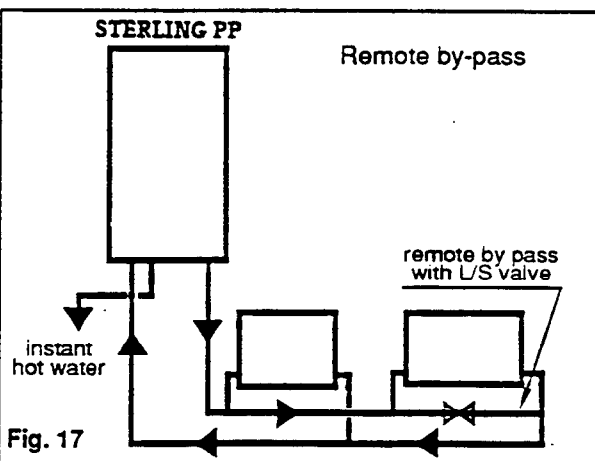 STERLING PP
Remote by-pass
remote by pass
with L/S valve
instant
hot water
Fig. 17